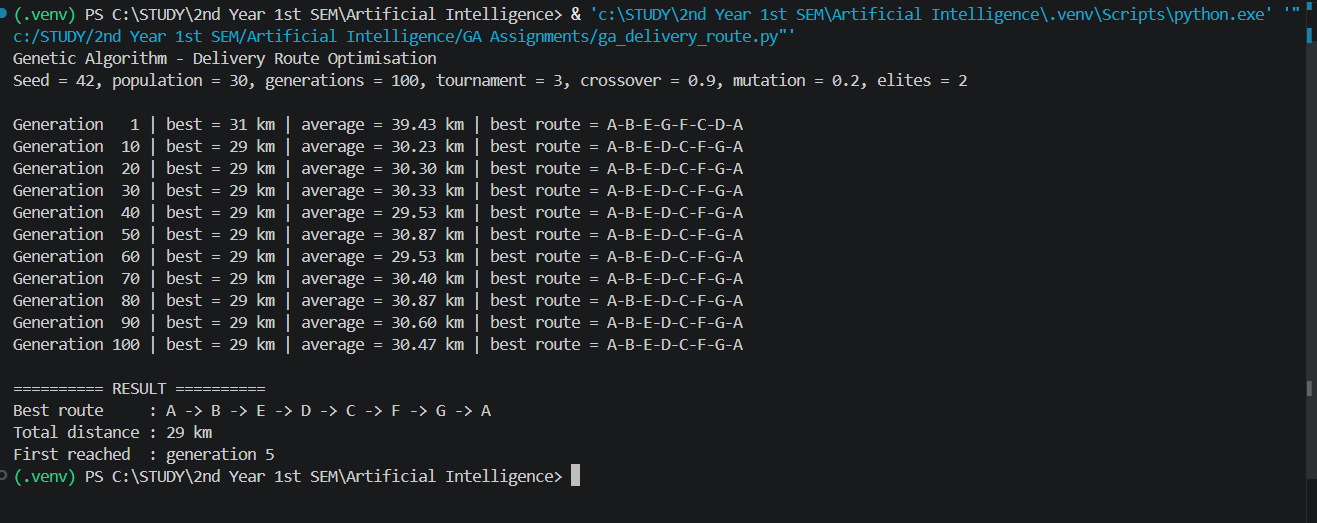 (.venv) PS C:\STUDY\2nd Year 1st SEM\Artificial Intelligence> & 'c:\STUDY\2nd Year 1st SEM\Artificial Intelligence\.venv\Scripts\python.exe' '"
c:/STUDY/2nd Year 1st SEM/Artificial Intelligence/GA Assignments/ga_delivery_route.py"'
Genetic Algorithm - Delivery Route Optimisation
Seed = 42, population = 30, generations = 100, tournament = 3, crossover = 0.9, mutation = 0.2, elites = 2

Generation   1 | best = 31 km | average = 39.43 km | best route = A-B-E-G-F-C-D-A
Generation  10 | best = 29 km | average = 30.23 km | best route = A-B-E-D-C-F-G-A
Generation  20 | best = 29 km | average = 30.30 km | best route = A-B-E-D-C-F-G-A
Generation  30 | best = 29 km | average = 30.33 km | best route = A-B-E-D-C-F-G-A
Generation  40 | best = 29 km | average = 29.53 km | best route = A-B-E-D-C-F-G-A
Generation  50 | best = 29 km | average = 30.87 km | best route = A-B-E-D-C-F-G-A
Generation  60 | best = 29 km | average = 29.53 km | best route = A-B-E-D-C-F-G-A
Generation  70 | best = 29 km | average = 30.40 km | best route = A-B-E-D-C-F-G-A
Generation  80 | best = 29 km | average = 30.87 km | best route = A-B-E-D-C-F-G-A
Generation  90 | best = 29 km | average = 30.60 km | best route = A-B-E-D-C-F-G-A
Generation 100 | best = 29 km | average = 30.47 km | best route = A-B-E-D-C-F-G-A

========== RESULT ==========
Best route     : A -> B -> E -> D -> C -> F -> G -> A
Total distance : 29 km
First reached  : generation 5
(.venv) PS C:\STUDY\2nd Year 1st SEM\Artificial Intelligence>